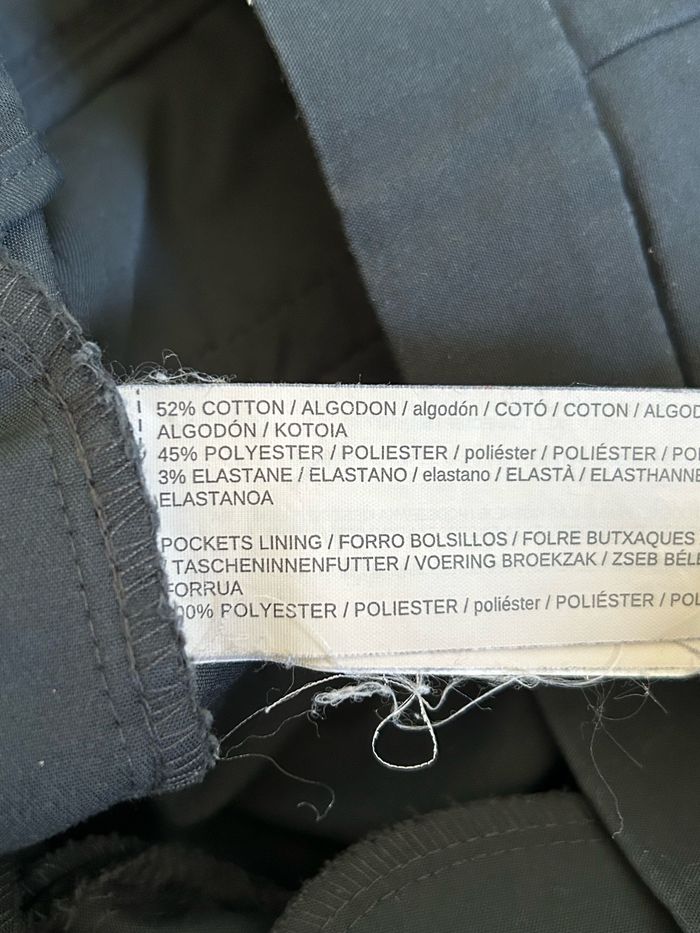 52% COTTON / ALGODON / algodón / COTÓ / COTON / ALGOD
ALGODÓN / KOTOIA
45% POLYESTER / POLIESTER / poliéster / POLIÉSTER / POL
3% ELASTANE / ELASTANO / elastano / ELASTÀ / ELASTHANNE
ELASTANOA
POCKETS LINING / FORRO BOLSILLOS / FOLRE BUTXAQUES
/ TASCHENINNENFUTTER / VOERING BROEKZAK / ZSEB BÉLÉ
FORRUA
00% POLYESTER / POLIESTER / poliéster / POLIÉSTER / POL